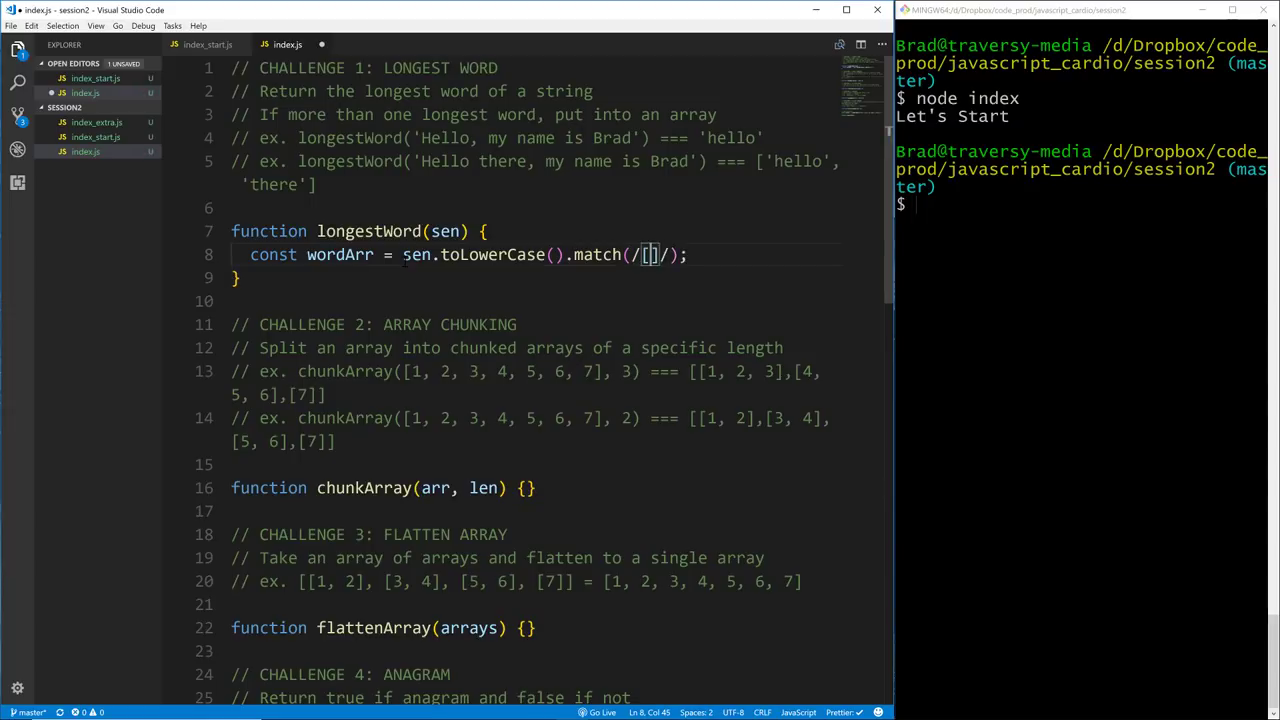 index.js - session2 - Visual Studio Code
File Edit Selection View Go Debug Tasks Help
EXPLORER
OPEN EDITORS 1 UNSAVED
index_start.js U
index.js U
SESSION2
index_extra.js U
index_start.js U
index.js U
JS index_start.js JS index.js
1 // CHALLENGE 1: LONGEST WORD
2 // Return the longest word of a string
3 // If more than one longest word, put into an array
4 // ex. longestWord('Hello, my name is Brad') === 'hello'
5 // ex. longestWord('Hello there, my name is Brad') === ['hello',
'there']
6
7 function longestWord(sen) {
8 const wordArr = sen.toLowerCase().match(/[]/);
9 }
10
11 // CHALLENGE 2: ARRAY CHUNKING
12 // Split an array into chunked arrays of a specific length
13 // ex. chunkArray([1, 2, 3, 4, 5, 6, 7], 3) === [[1, 2, 3],[4,
5, 6],[7]]
14 // ex. chunkArray([1, 2, 3, 4, 5, 6, 7], 2) === [[1, 2],[3, 4],
[5, 6],[7]]
15
16 function chunkArray(arr, len) {}
17
18 // CHALLENGE 3: FLATTEN ARRAY
19 // Take an array of arrays and flatten to a single array
20 // ex. [[1, 2], [3, 4], [5, 6], [7]] = [1, 2, 3, 4, 5, 6, 7]
21
22 function flattenArray(arrays) {}
23
24 // CHALLENGE 4: ANAGRAM
25 // Return true if anagram and false if not
master* 0 0 Go Live Ln 8, Col 45 Spaces: 2 UTF-8 CRLF JavaScript Prettier: ✓
MINGW64:/d/Dropbox/code_prod/javascript_cardio/session2
Brad@traversy-media /d/Dropbox/code_
prod/javascript_cardio/session2 (mas
ter)
$ node index
Let's Start
Brad@traversy-media /d/Dropbox/code_
prod/javascript_cardio/session2 (mas
ter)
$